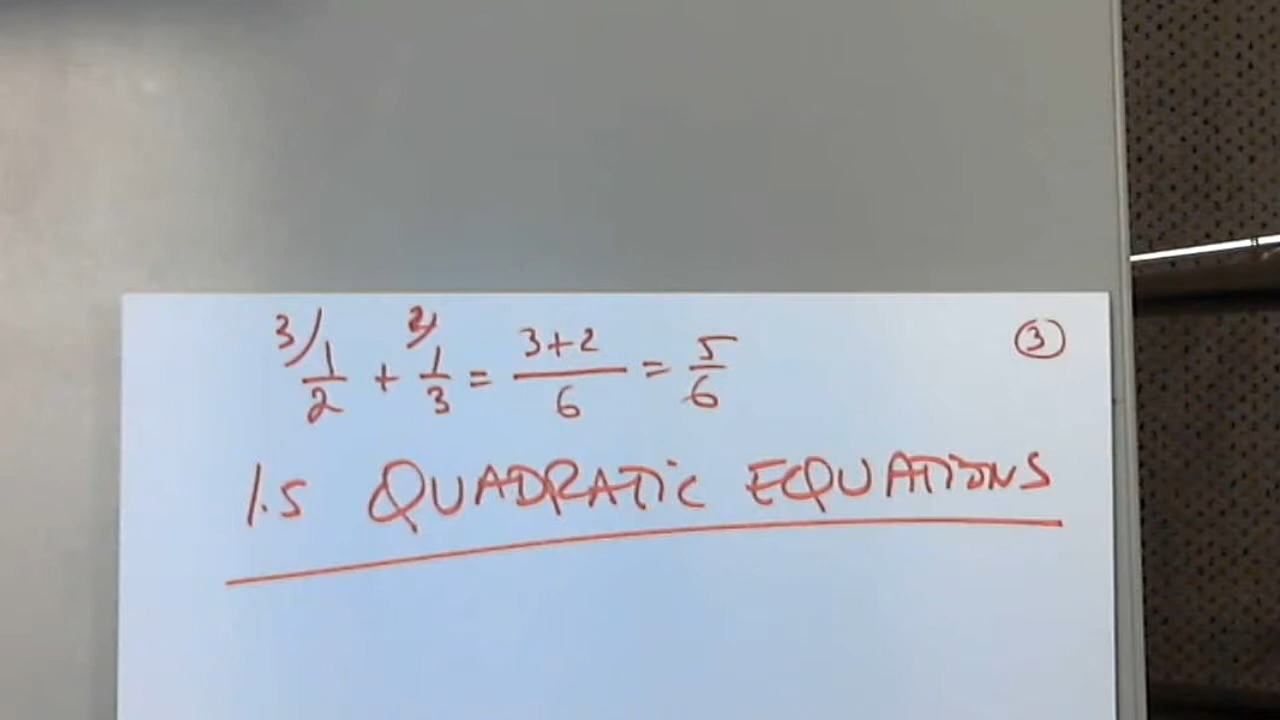 3/ 1/2 + 2/ 1/3 = 3+2/6 = 5/6 ③
1.5 QUADRATIC EQUATIONS